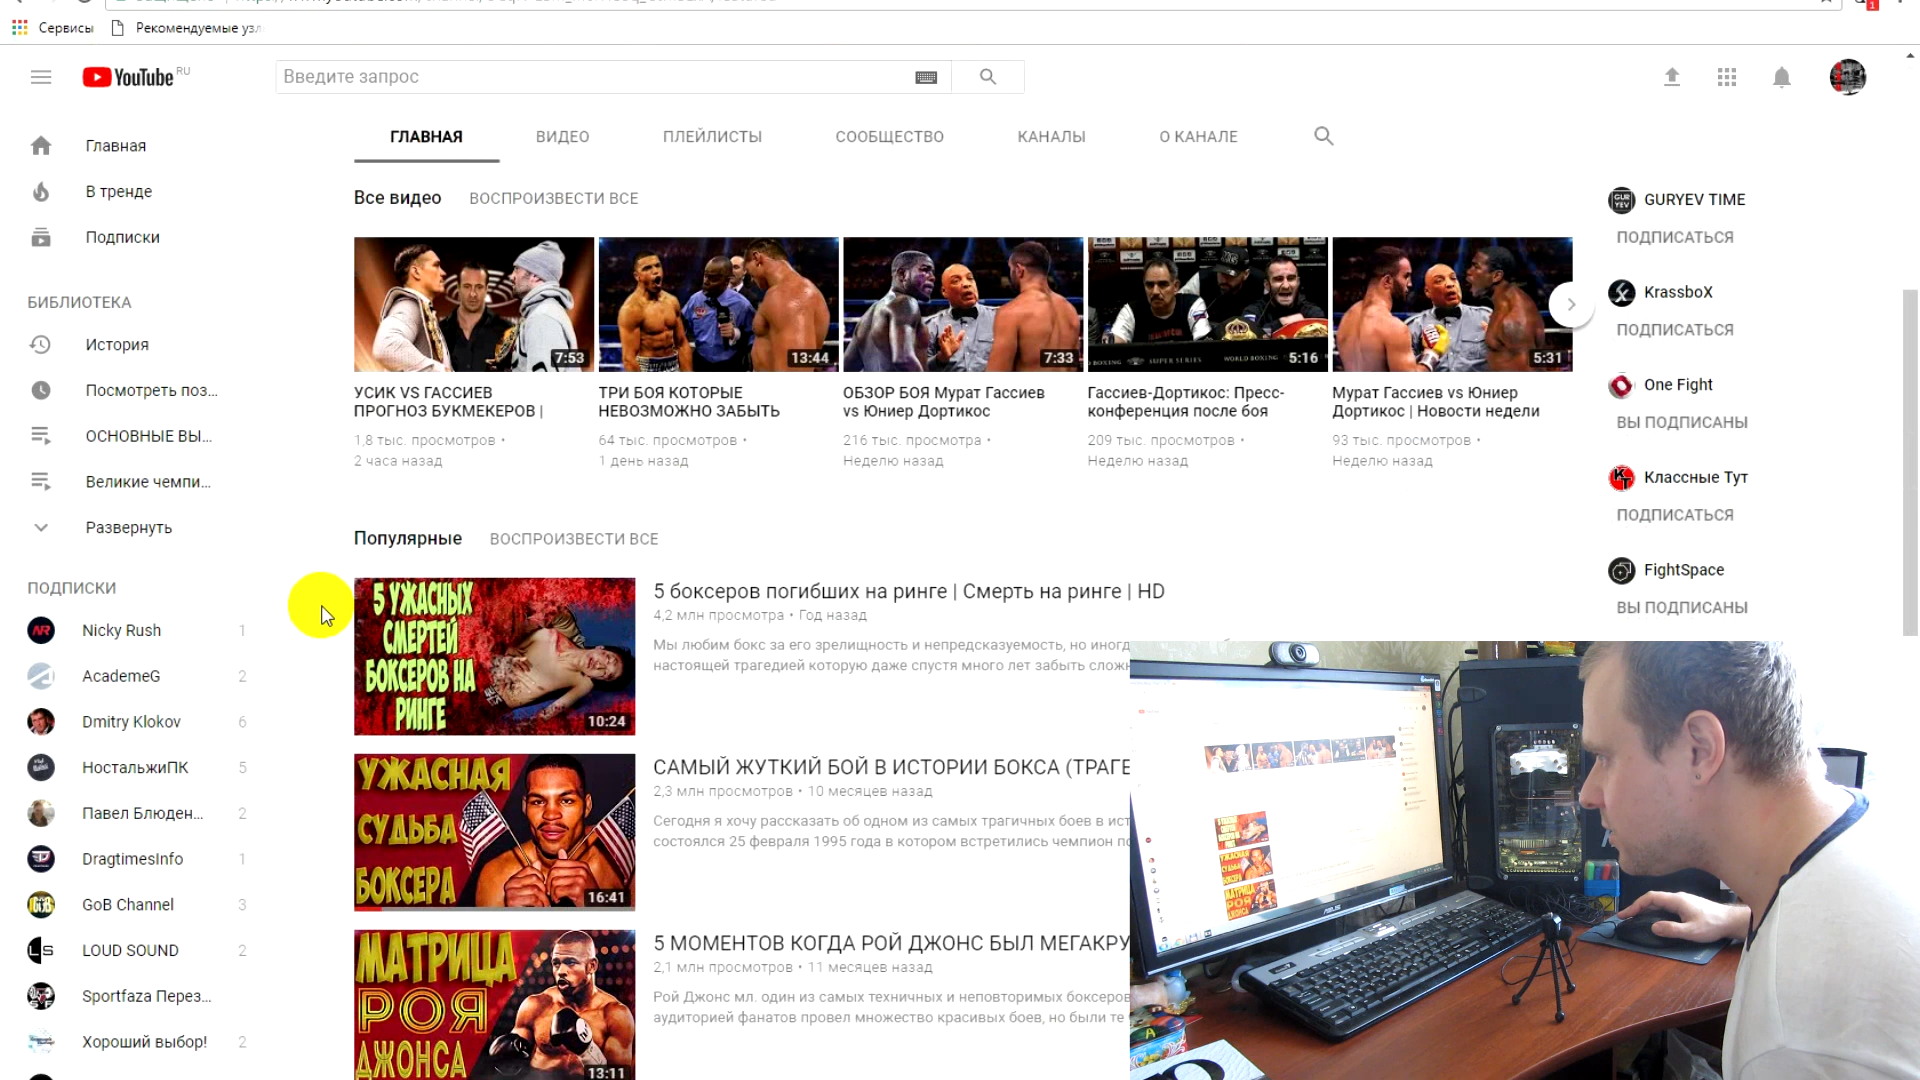 Сервисы
Рекомендуемые узл
YouTube RU
Введите запрос
Главная
В тренде
Подписки
БИБЛИОТЕКА
История
Посмотреть поз...
ОСНОВНЫЕ ВЫ...
Великие чемпи...
Развернуть
ПОДПИСКИ
Nicky Rush 1
AcademeG 2
Dmitry Klokov 6
НостальжиПК 5
Павел Блюден... 2
DragtimesInfo 1
GoB Channel 3
LOUD SOUND 2
Sportfaza Перез...
Хороший выбор! 2
ГЛАВНАЯ
ВИДЕО
ПЛЕЙЛИСТЫ
СООБЩЕСТВО
КАНАЛЫ
О КАНАЛЕ
Все видео ВОСПРОИЗВЕСТИ ВСЕ
7:53
УСИК VS ГАССИЕВ
ПРОГНОЗ БУКМЕКЕРОВ |
1,8 тыс. просмотров •
2 часа назад
13:44
ТРИ БОЯ КОТОРЫЕ
НЕВОЗМОЖНО ЗАБЫТЬ
64 тыс. просмотров •
1 день назад
7:33
ОБЗОР БОЯ Мурат Гассиев
vs Юниер Дортикос
216 тыс. просмотра •
Неделю назад
SUPER SERIES
WORLD BOXING
5:16
Гассиев-Дортикос: Пресс-
конференция после боя
209 тыс. просмотров •
Неделю назад
5:31
Мурат Гассиев vs Юниер
Дортикос | Новости недели
93 тыс. просмотров •
Неделю назад
Популярные ВОСПРОИЗВЕСТИ ВСЕ
5 УЖАСНЫХ
СМЕРТЕЙ
БОКСЕРОВ НА
РИНГЕ
10:24
5 боксеров погибших на ринге | Смерть на ринге | HD
4,2 млн просмотра • Год назад
Мы любим бокс за его зрелищность и непредсказуемость, но иногд
настоящей трагедией которую даже спустя много лет забыть сложн
УЖАСНАЯ
СУДЬБА
БОКСЕРА
16:41
САМЫЙ ЖУТКИЙ БОЙ В ИСТОРИИ БОКСА (ТРАГЕ
2,3 млн просмотров • 10 месяцев назад
Сегодня я хочу рассказать об одном из самых трагичных боев в ист
состоялся 25 февраля 1995 года в котором встретились чемпион по
МАТРИЦА
РОЯ
ДЖОНСА
13:11
5 МОМЕНТОВ КОГДА РОЙ ДЖОНС БЫЛ МЕГАКРУ
2,1 млн просмотров • 11 месяцев назад
Рой Джонс мл. один из самых техничных и неповторимых боксеров
аудиторией фанатов провел множество красивых боев, но были те
GURYEV TIME
ПОДПИСАТЬСЯ
KrassboX
ПОДПИСАТЬСЯ
One Fight
ВЫ ПОДПИСАНЫ
Классные Тут
ПОДПИСАТЬСЯ
FightSpace
ВЫ ПОДПИСАНЫ